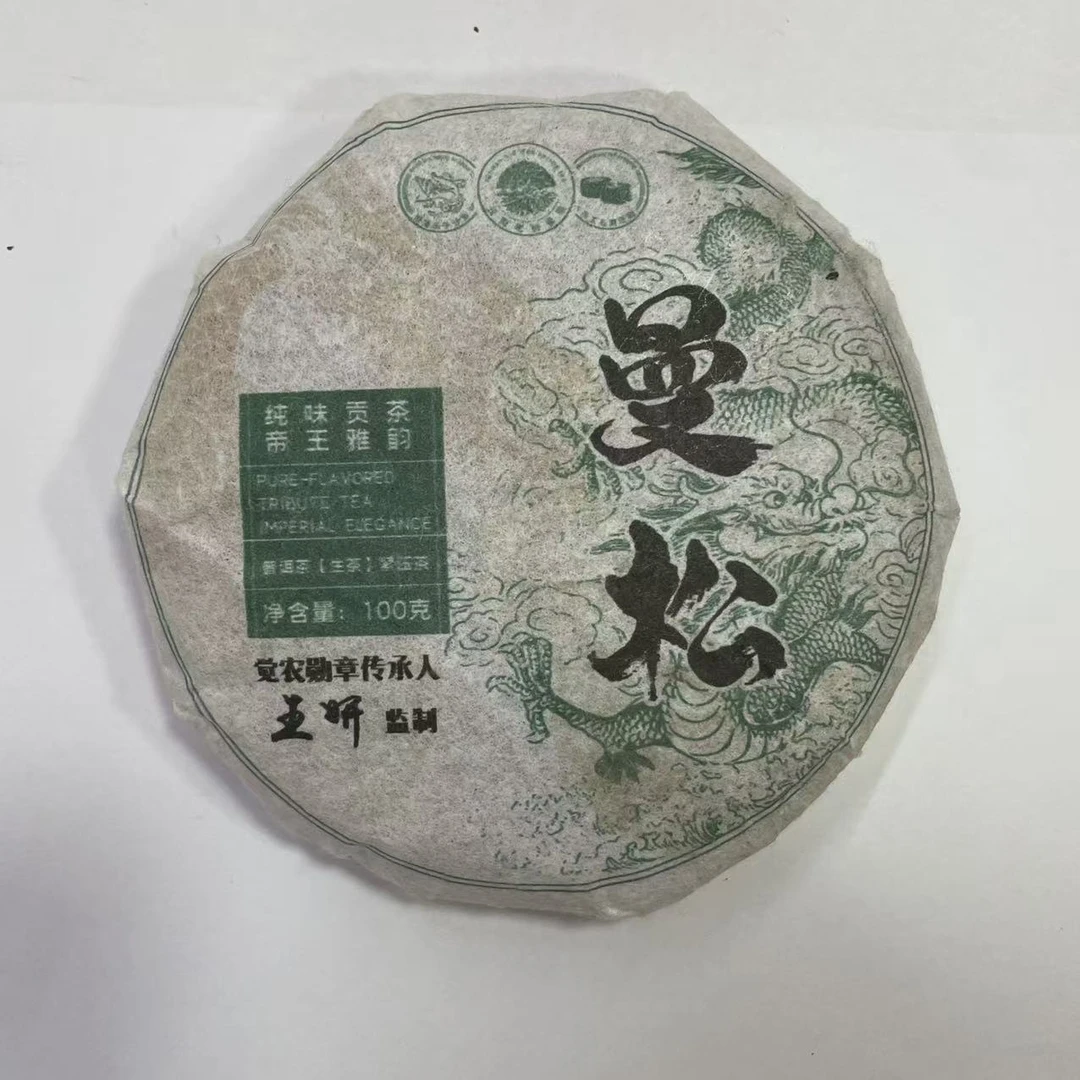 曼松
纯味贡茶
帝王雅韵
PURE-FLAVORED
TRIBUTE TEA
IMPERIAL ELEGANCE
普洱茶【生茶】紧压茶
净含量：100克
觉农勋章传承人
王妍 监制